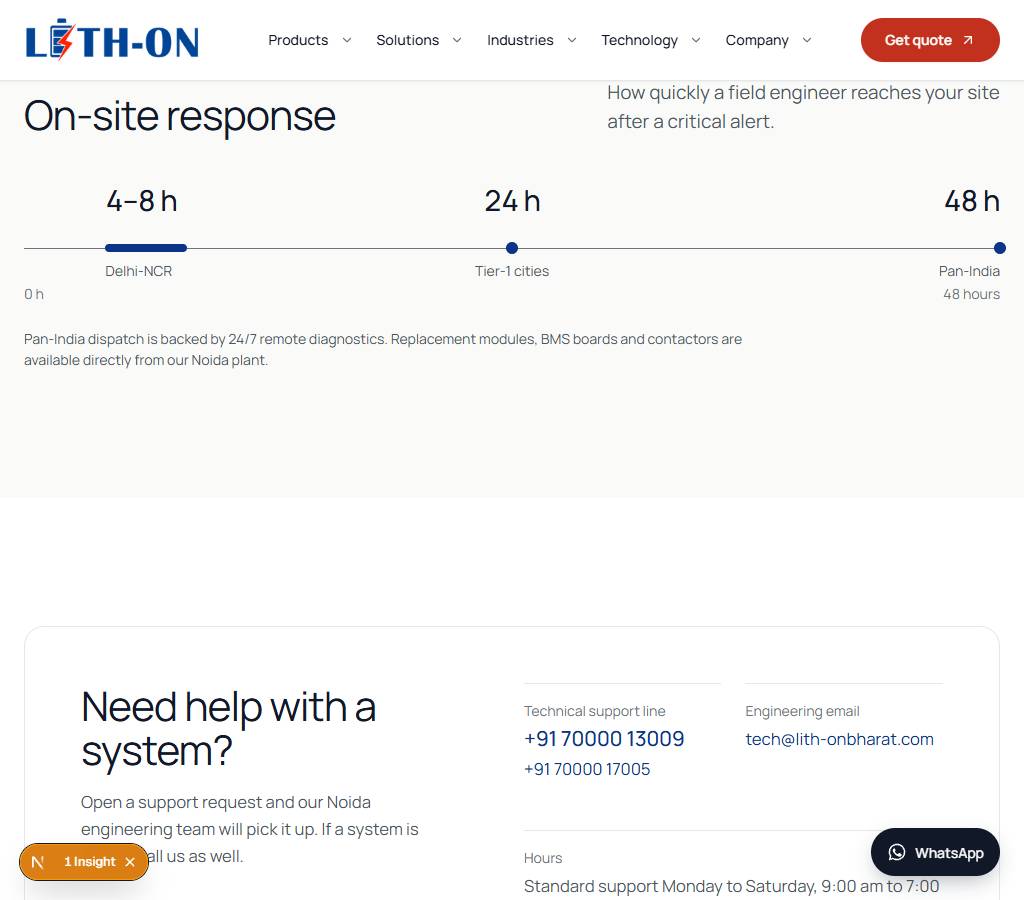 LITH-ON
Products
Solutions
Industries
Technology
Company
Get quote
On-site response
How quickly a field engineer reaches your site
after a critical alert.
4–8 h
24 h
48 h
Delhi-NCR
Tier-1 cities
Pan-India
0 h
48 hours
Pan-India dispatch is backed by 24/7 remote diagnostics. Replacement modules, BMS boards and contactors are
available directly from our Noida plant.
Need help with a
system?
Open a support request and our Noida
engineering team will pick it up. If a system is
all us as well.
Technical support line
+91 70000 13009
+91 70000 17005
Engineering email
tech@lith-onbharat.com
Hours
Standard support Monday to Saturday, 9:00 am to 7:00
N
1 Insight
WhatsApp